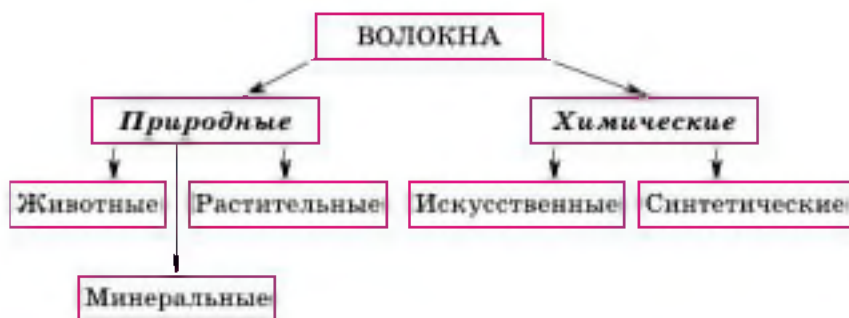 ВОЛОКНА
Природные
Химические
Животные
Растительные
Искусственные
Синтетические
Минеральные